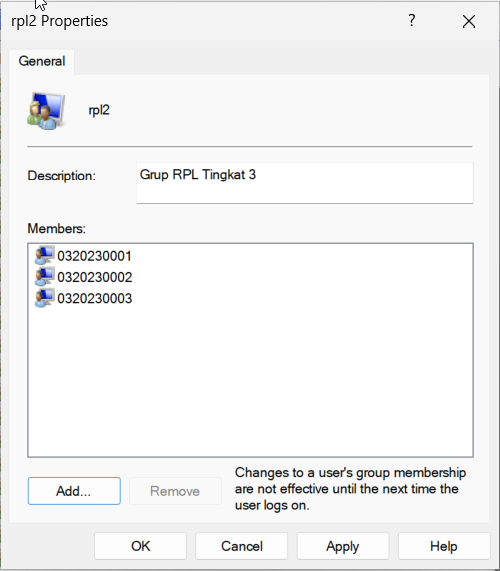 rpl2 Properties
?
General
rpl2
Description:
Grup RPL Tingkat 3
Members:
0320230001
0320230002
0320230003
Add...
Remove
Changes to a user's group membership
are not effective until the next time the
user logs on.
OK
Cancel
Apply
Help